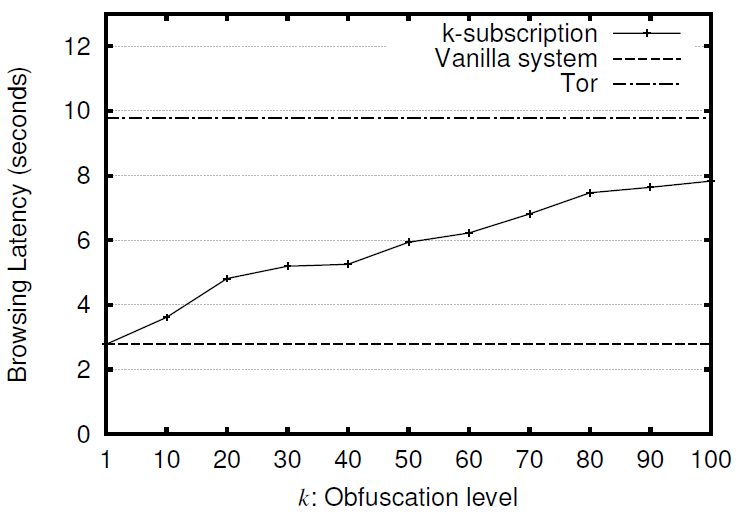 k-subscription
Vanilla system
Tor
12
10
8
6
4
2
0
Browsing Latency (seconds)
1 10 20 30 40 50 60 70 80 90 100
k: Obfuscation level